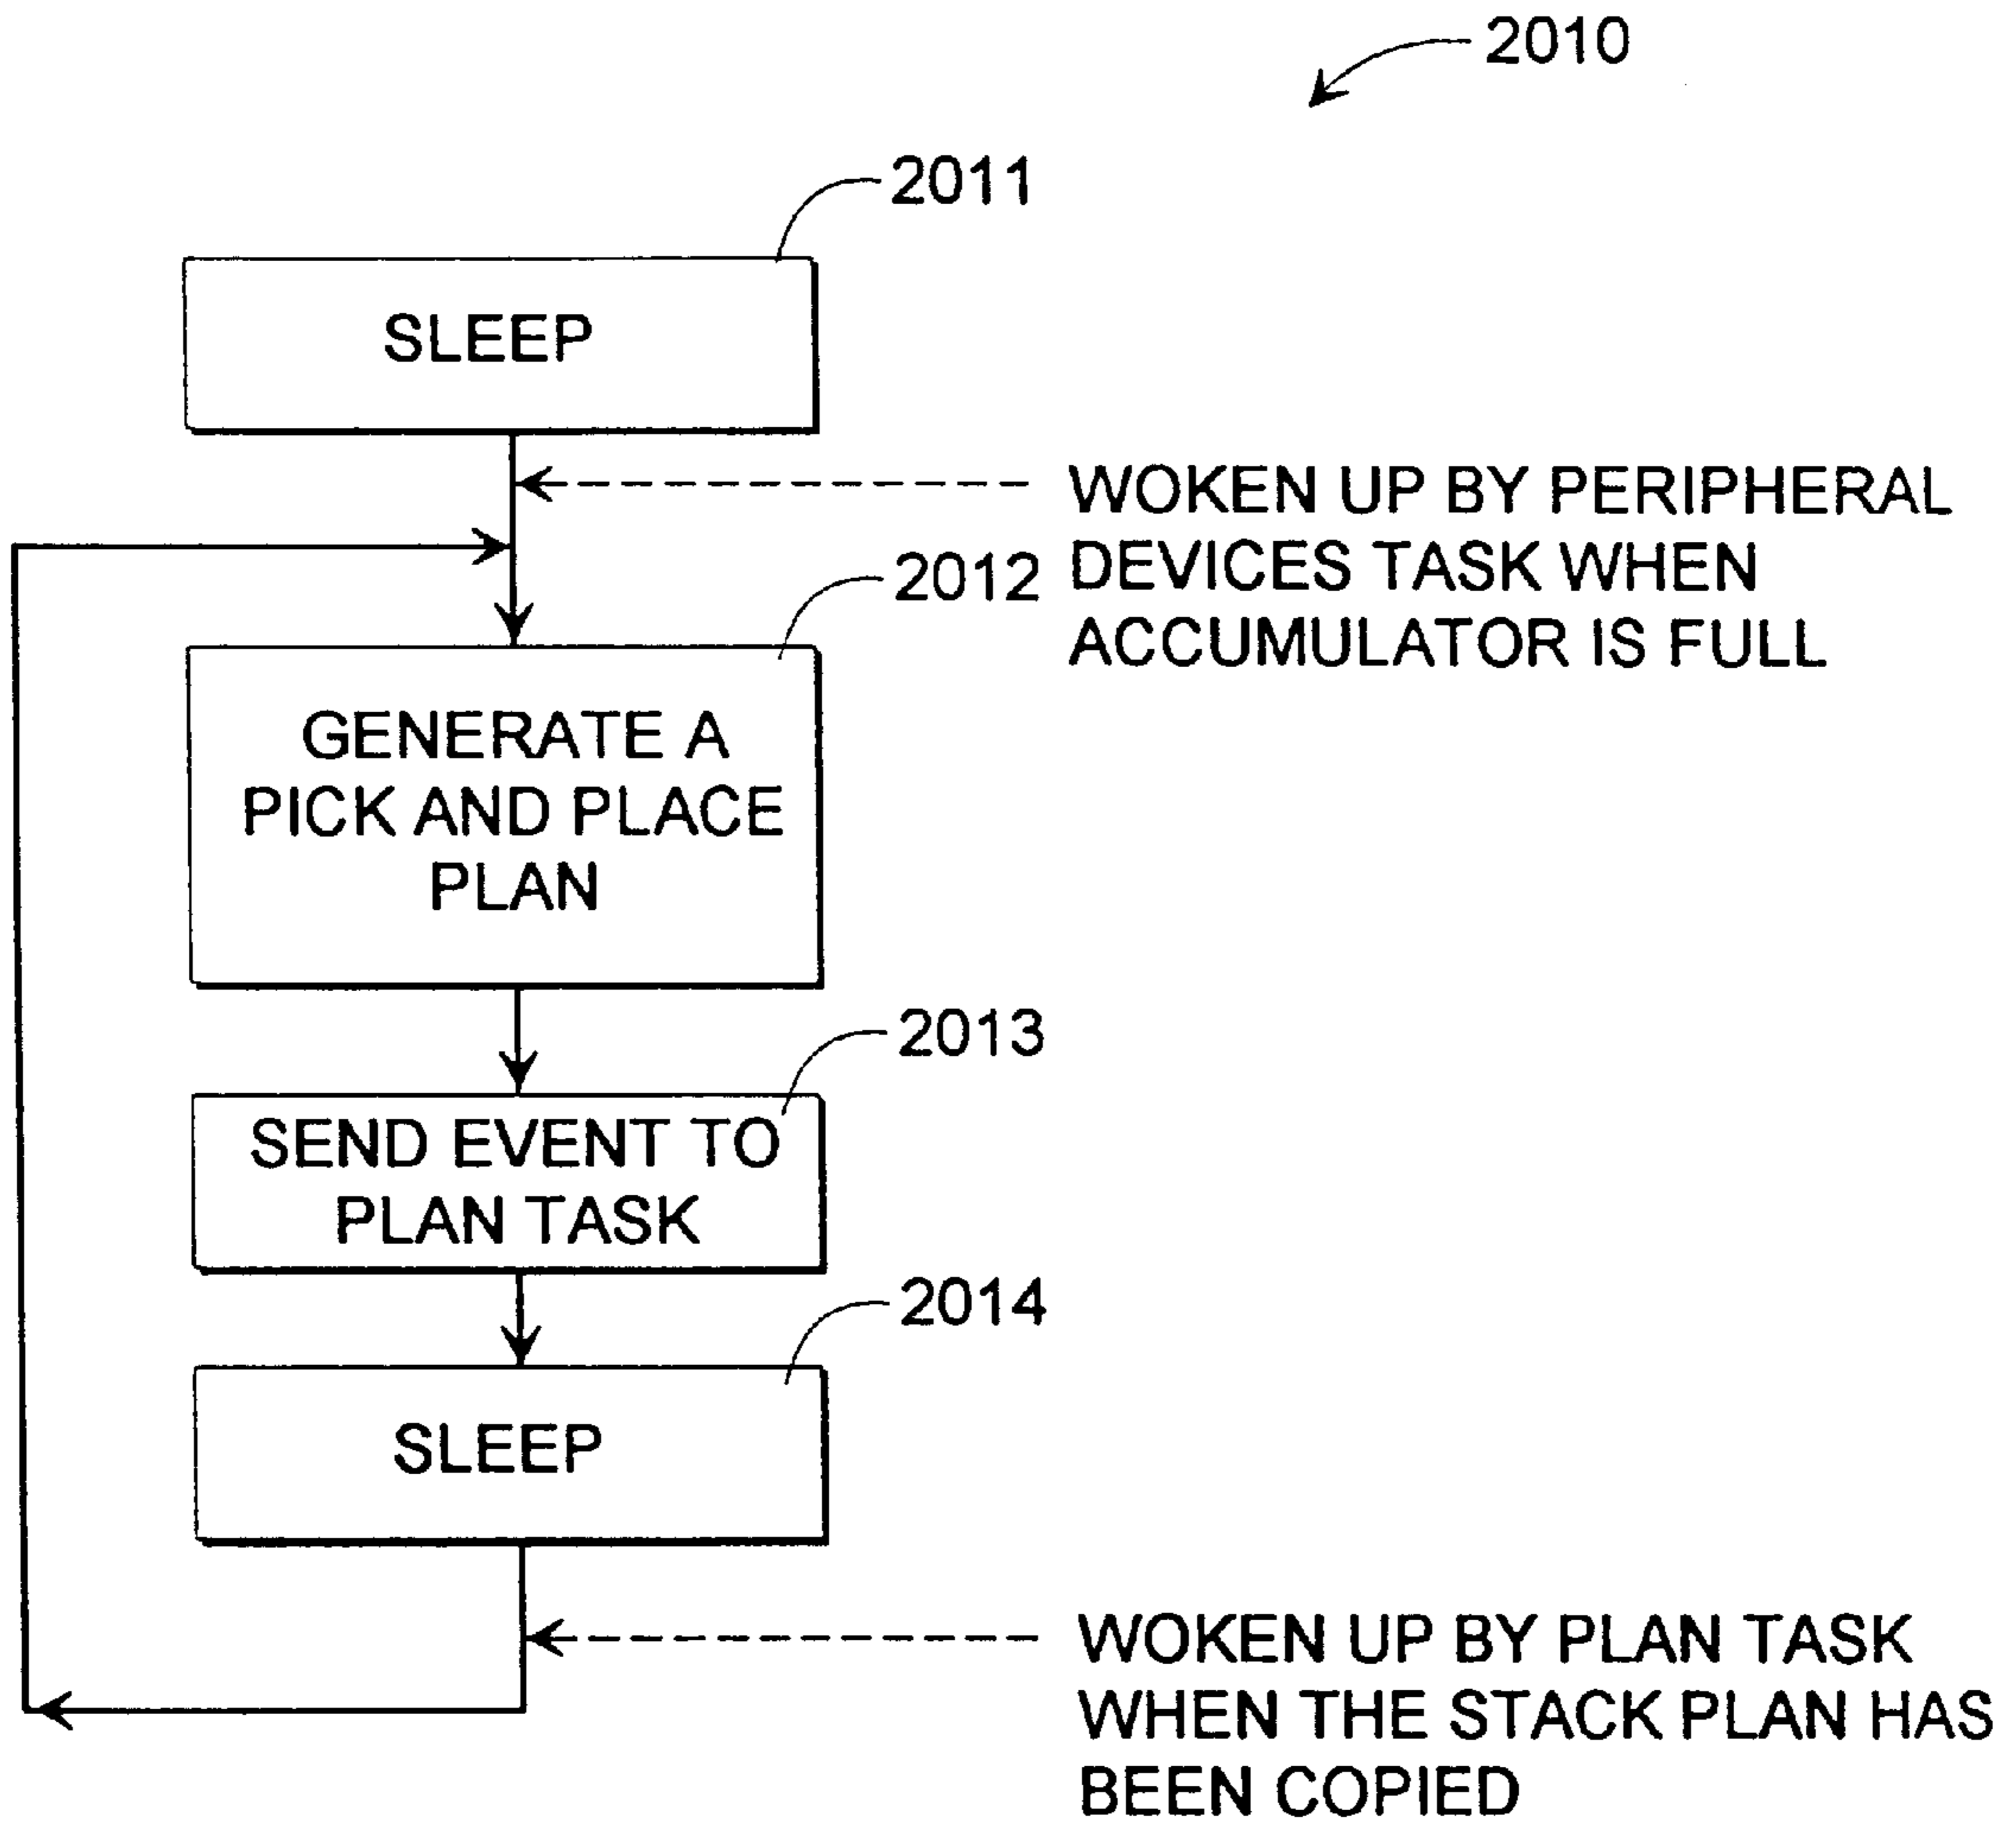 2010
2011
SLEEP
WOKEN UP BY PERIPHERAL
DEVICES TASK WHEN
ACCUMULATOR IS FULL
2012
GENERATE A
PICK AND PLACE
PLAN
2013
SEND EVENT TO
PLAN TASK
2014
SLEEP
WOKEN UP BY PLAN TASK
WHEN THE STACK PLAN HAS
BEEN COPIED